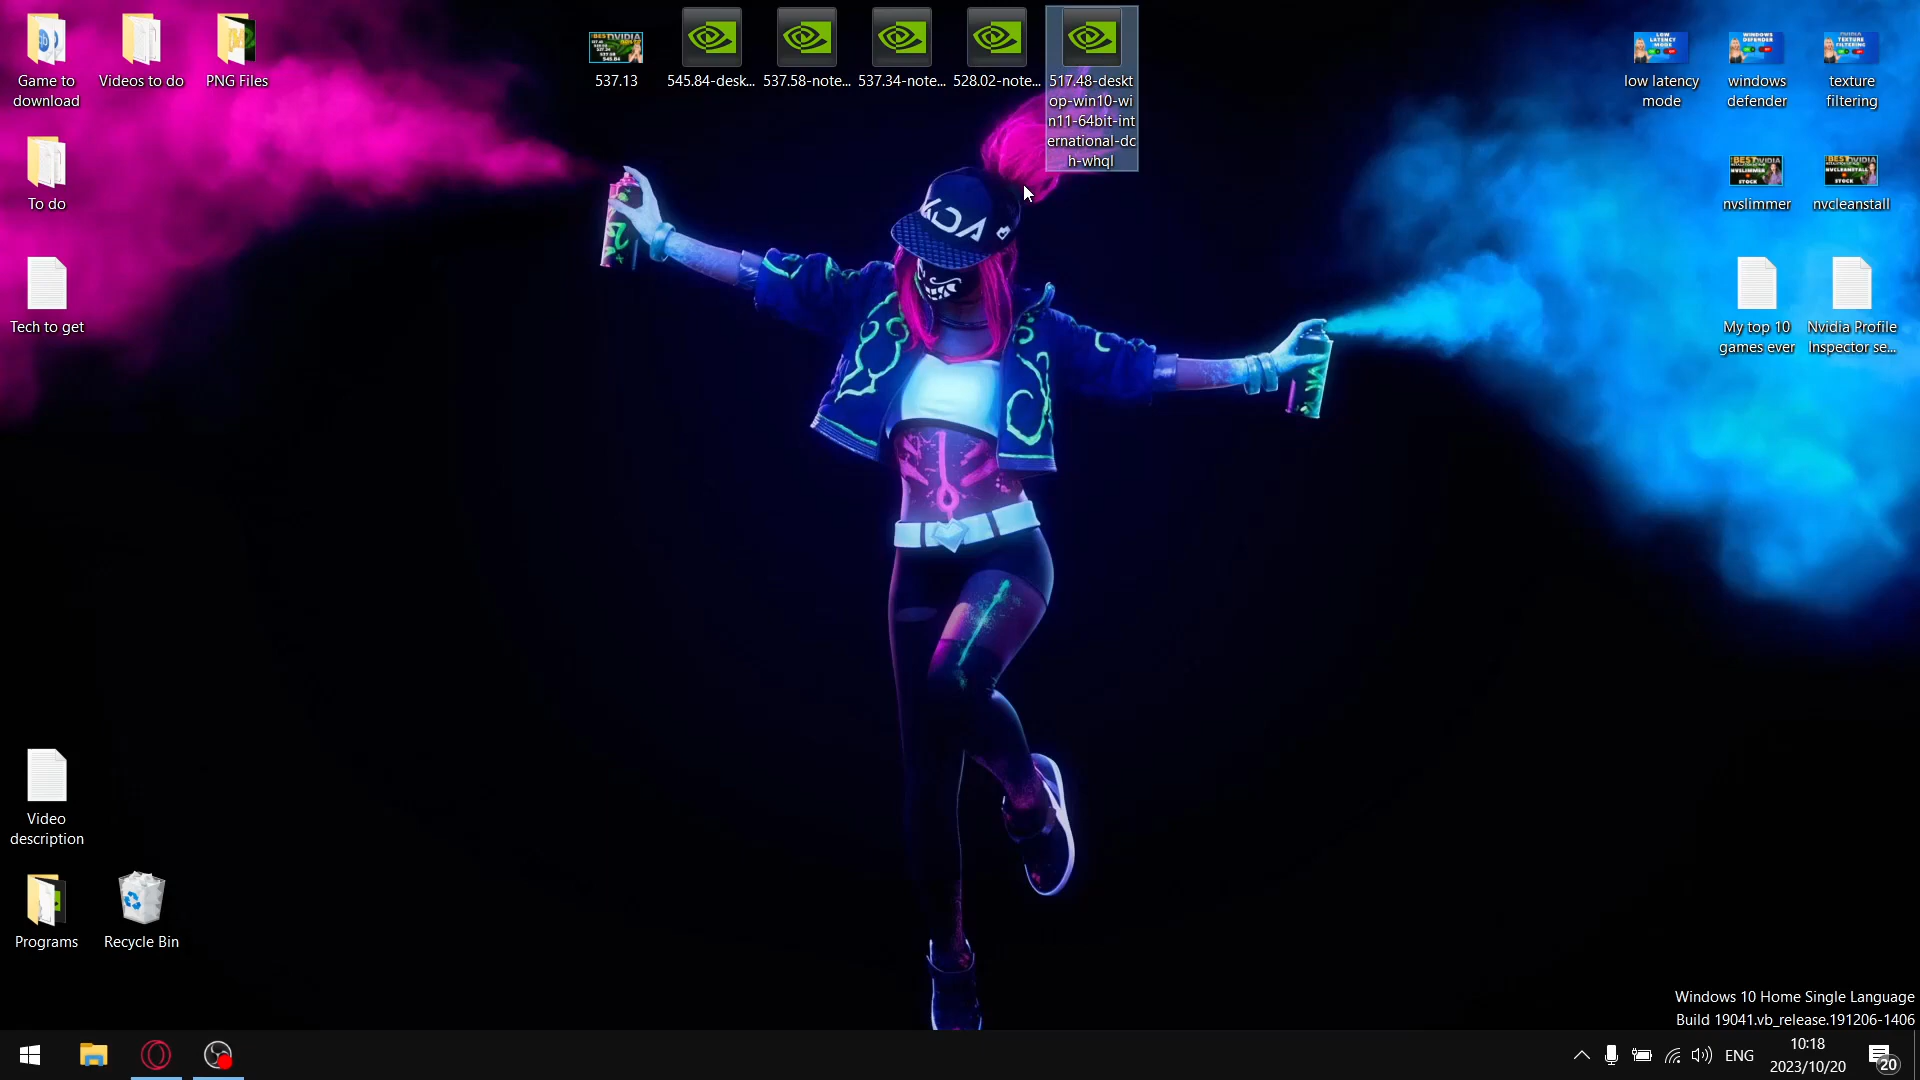 Game to
download
Videos to do
PNG Files
537.13
545.84-desk...
537.58-note...
537.34-note...
528.02-note...
517.48-deskt
op-win10-wi
n11-64bit-int
ernational-dc
h-whql
low latency
mode
windows
defender
texture
filtering
To do
nvslimmer
nvcleanstall
Tech to get
My top 10
games ever
Nvidia Profile
Inspector se...
Video
description
Programs
Recycle Bin
Windows 10 Home Single Language
Build 19041.vb_release.191206-1406
ENG
10:18
2023/10/20
20